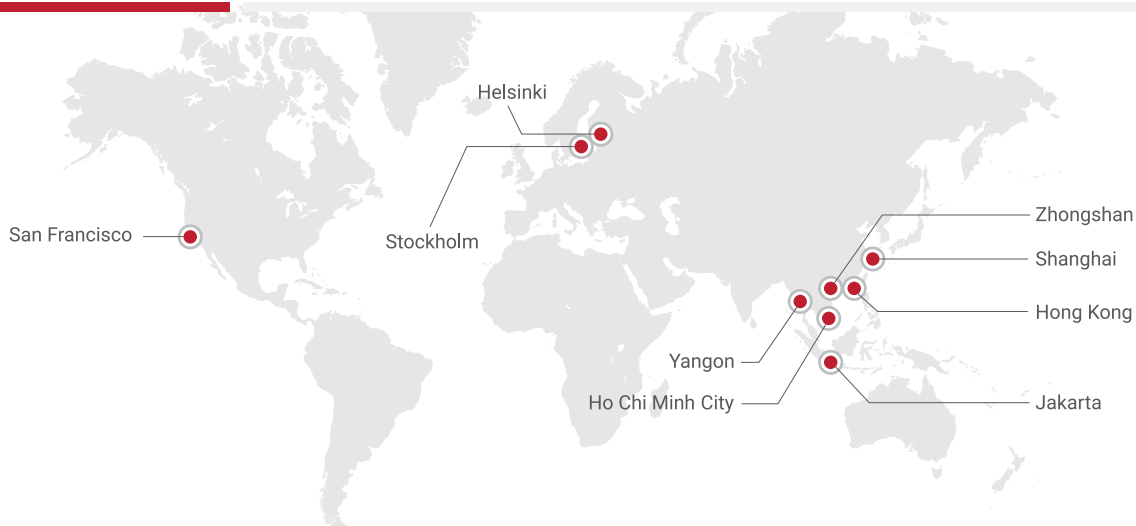 Helsinki
Stockholm
San Francisco
Zhongshan
Shanghai
Hong Kong
Yangon
Ho Chi Minh City
Jakarta